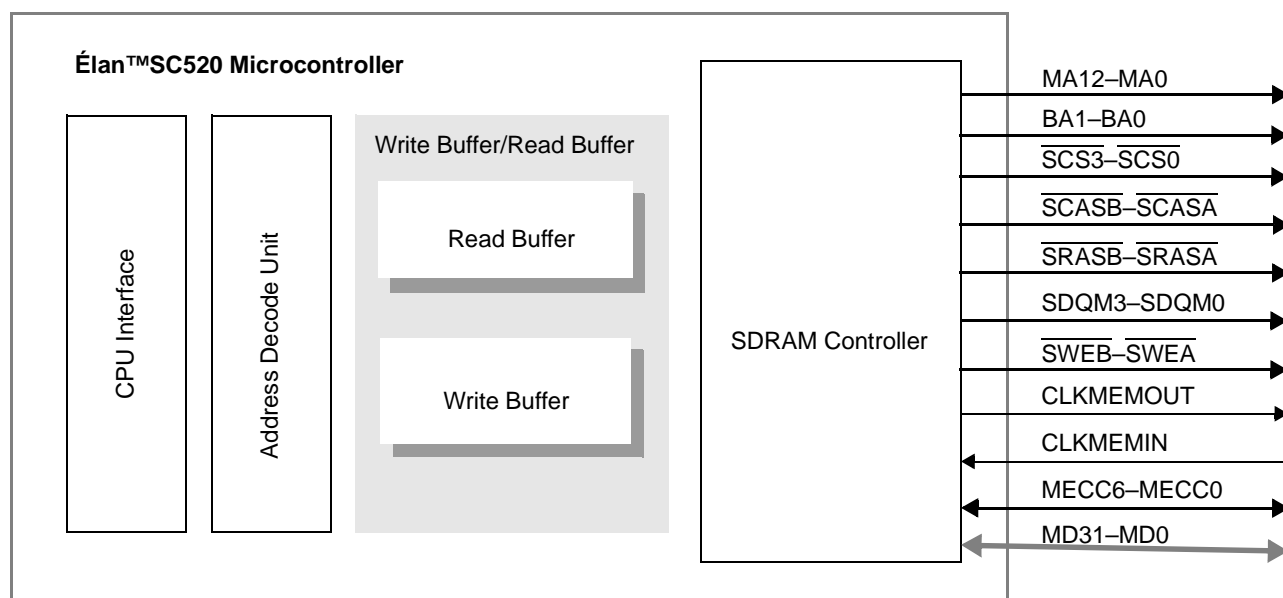 Élan™SC520 Microcontroller
CPU Interface
Address Decode Unit
Write Buffer/Read Buffer
Read Buffer
Write Buffer
SDRAM Controller
MA12–MA0
BA1–BA0
SCS3–SCS0
SCASB–SCASA
SRASB–SRASA
SDQM3–SDQM0
SWEB–SWEA
CLKMEMOUT
CLKMEMIN
MECC6–MECC0
MD31–MD0